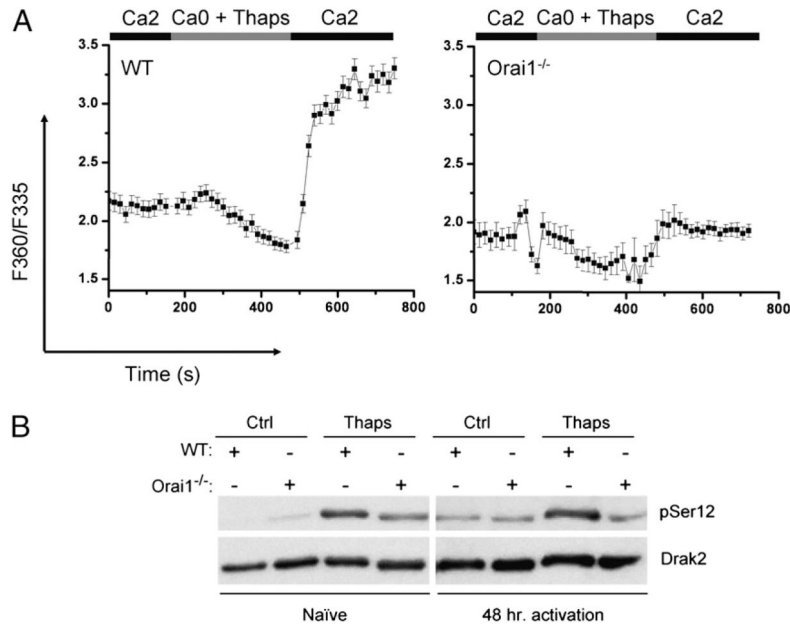 A
Ca2 Ca0 + Thaps Ca2 Ca2 Ca0 + Thaps Ca2
WT Orai1-/-
3.5 3.5
3.0 3.0
2.5 2.5
2.0 2.0
1.5 1.5
0 200 400 600 800 0 200 400 600 800
F360/F335
Time (s)
B
Ctrl Thaps Ctrl Thaps
WT: + - + - + - + -
Orai1-/-: - + - + - + - +
pSer12
Drak2
Naïve 48 hr. activation